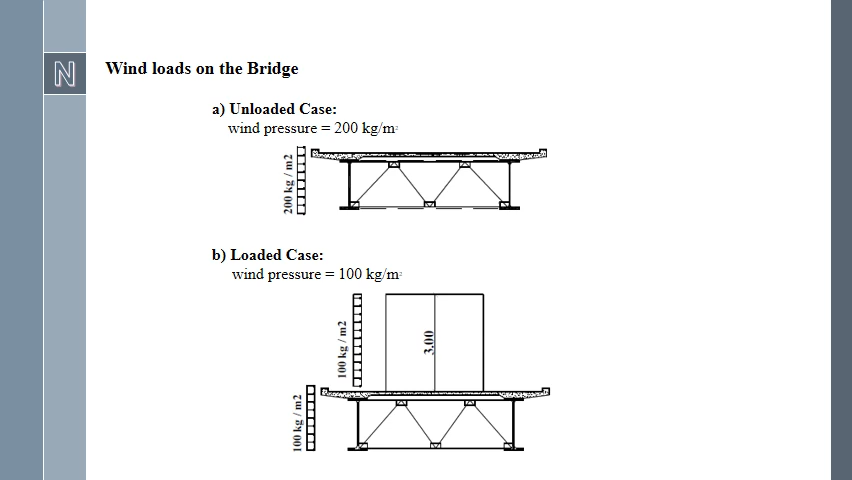 N
Wind loads on the Bridge
a) Unloaded Case:
wind pressure = 200 kg/m²
200 kg / m2
b) Loaded Case:
wind pressure = 100 kg/m²
100 kg / m2
3.00
100 kg / m2